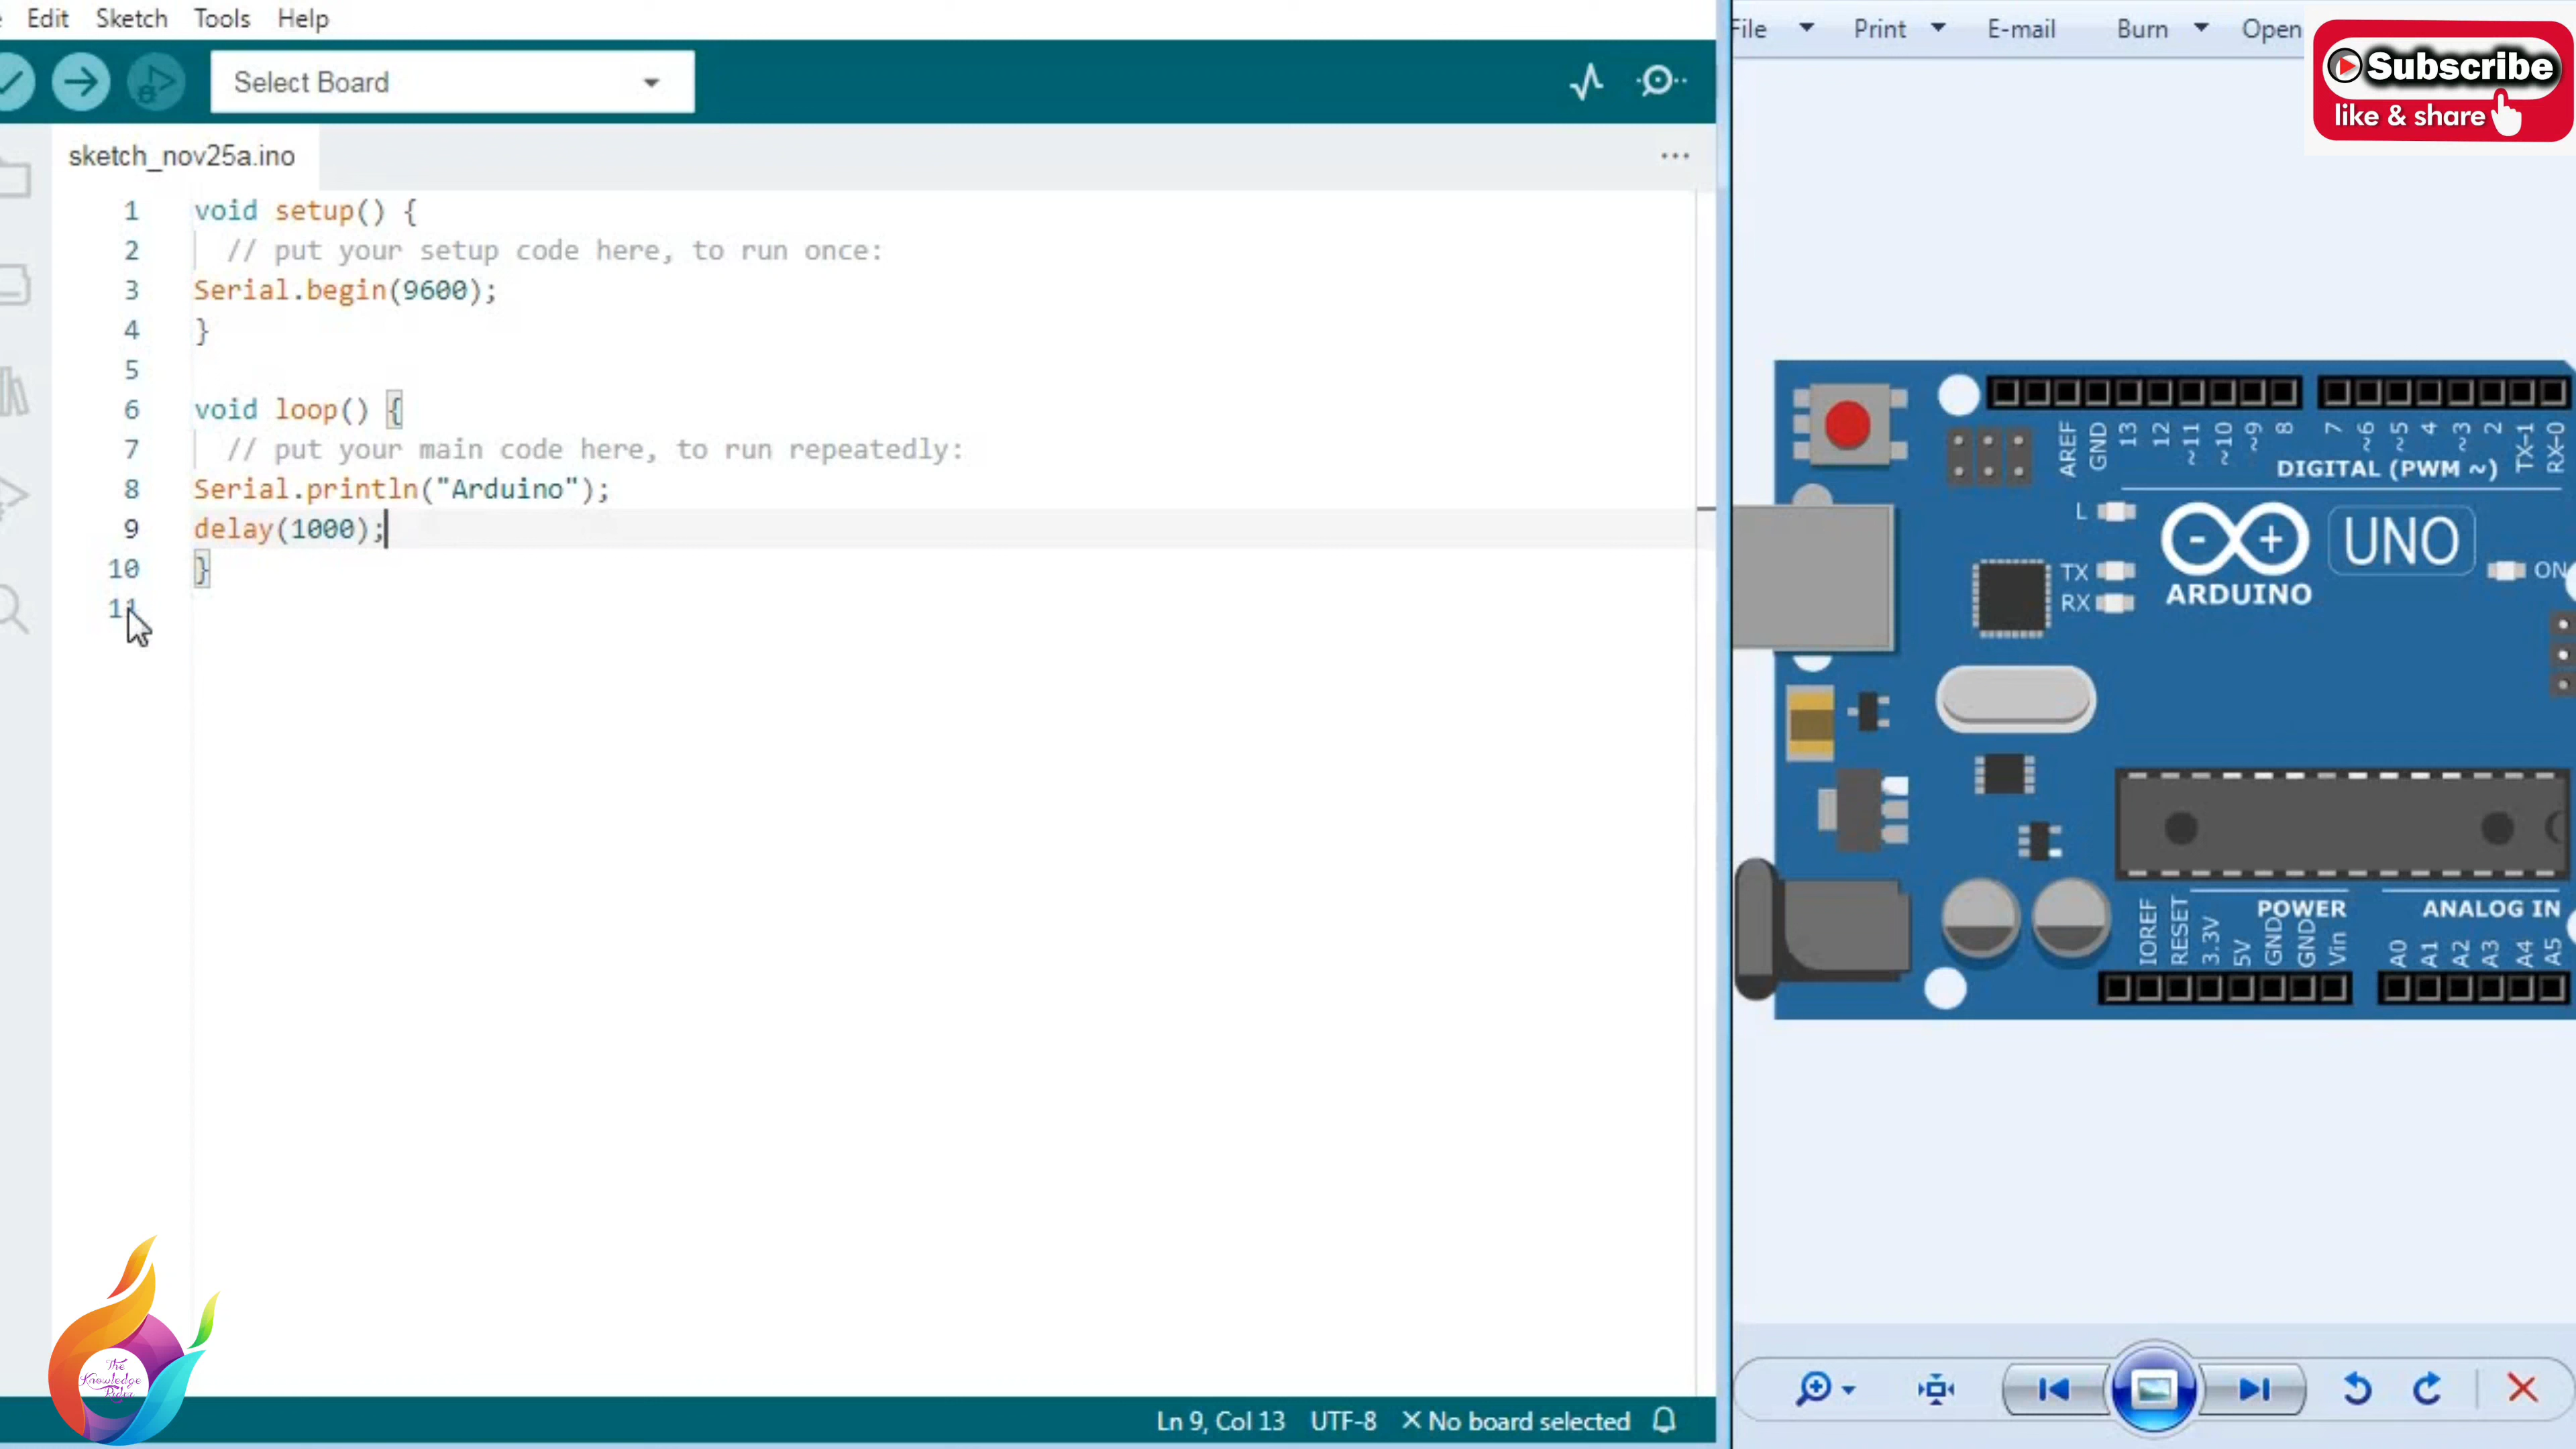 Edit Sketch Tools Help
Select Board
sketch_nov25a.ino
1 void setup() {
2 // put your setup code here, to run once:
3 Serial.begin(9600);
4 }
5
6 void loop() {
7 // put your main code here, to run repeatedly:
8 Serial.println("Arduino");
9 delay(1000);
10 }
11
Ln 9, Col 13 UTF-8 No board selected
The
Knowledge
Rider
File Print E-mail Burn Open
Subscribe
like & share
AREF GND 13 12 ~11 ~10 ~9 8 7 ~6 ~5 4 ~3 2 TX→1 RX←0
DIGITAL (PWM ~)
L
TX
RX
ARDUINO
UNO
ON
POWER
ANALOG IN
IOREF RESET 3.3V 5V GND GND Vin A0 A1 A2 A3 A4 A5